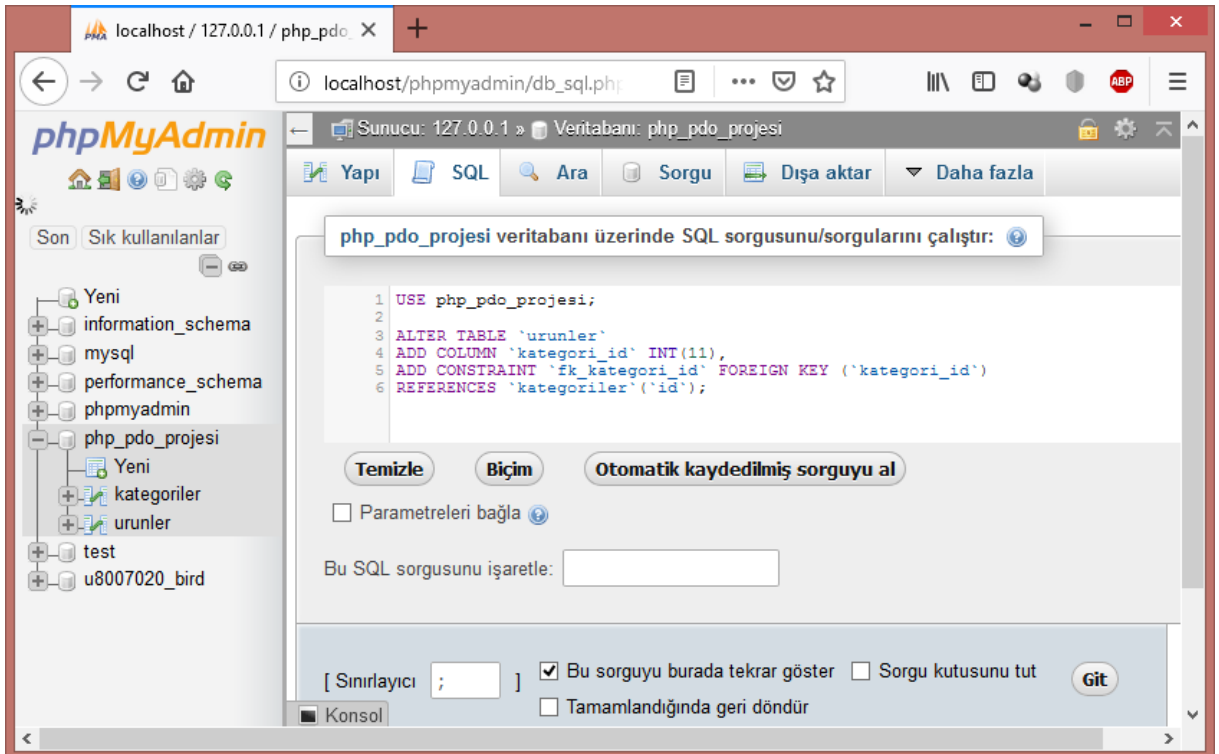 PMA localhost / 127.0.0.1 / php_pdo_
localhost/phpmyadmin/db_sql.php
ABP
phpMyAdmin
Son Sık kullanılanlar
Yeni
information_schema
mysql
performance_schema
phpmyadmin
php_pdo_projesi
Yeni
kategoriler
urunler
test
u8007020_bird
Sunucu: 127.0.0.1 » Veritabanı: php_pdo_projesi
Yapı SQL Ara Sorgu Dışa aktar Daha fazla
php_pdo_projesi veritabanı üzerinde SQL sorgusunu/sorgularını çalıştır:
1 USE php_pdo_projesi;
2
3 ALTER TABLE `urunler`
4 ADD COLUMN `kategori_id` INT(11),
5 ADD CONSTRAINT `fk_kategori_id` FOREIGN KEY (`kategori_id`)
6 REFERENCES `kategoriler`(`id`);
Temizle Biçim Otomatik kaydedilmiş sorguyu al
Parametreleri bağla
Bu SQL sorgusunu işaretle:
[ Sınırlayıcı ; ] Bu sorguyu burada tekrar göster Sorgu kutusunu tut Git
Tamamlandığında geri döndür
Konsol